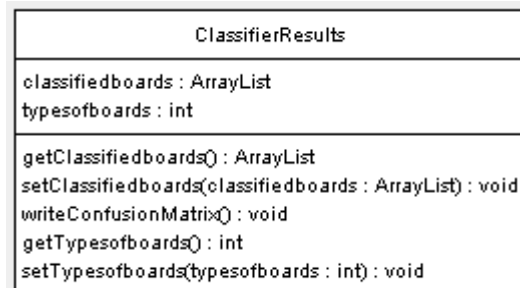 ClassifierResults
classifiedboards : ArrayList
typesofboards : int
getClassifiedboards() : ArrayList
setClassifiedboards(classifiedboards : ArrayList) : void
writeConfusionMatrix() : void
getTypesofboards() : int
setTypesofboards(typesofboards : int) : void